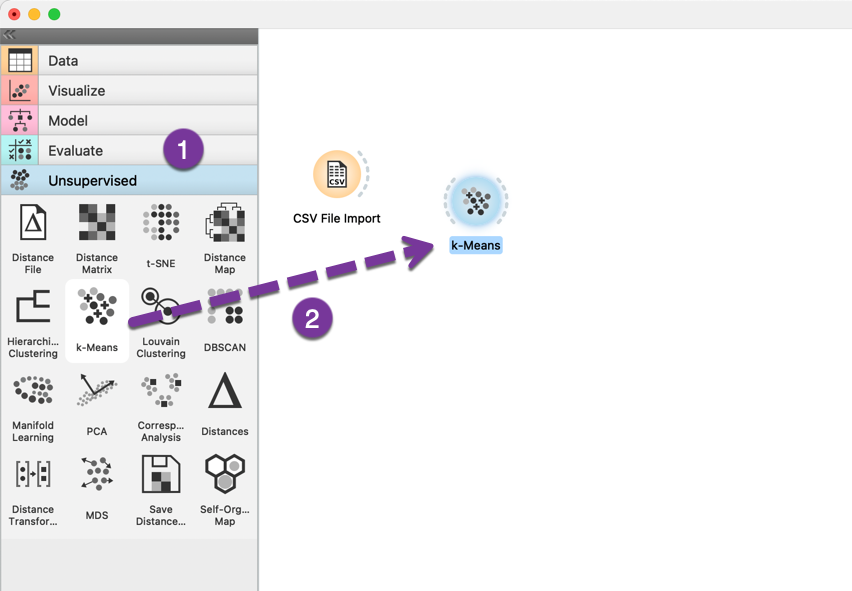 Data
Visualize
Model
Evaluate
1
Unsupervised
Distance
File
Distance
Matrix
t-SNE
Distance
Map
Hierarchi...
Clustering
k-Means
Louvain
Clustering
DBSCAN
Manifold
Learning
PCA
Corresp...
Analysis
Distances
Distance
Transfor...
MDS
Save
Distance...
Self-Org...
Map
CSV
CSV File Import
k-Means
2